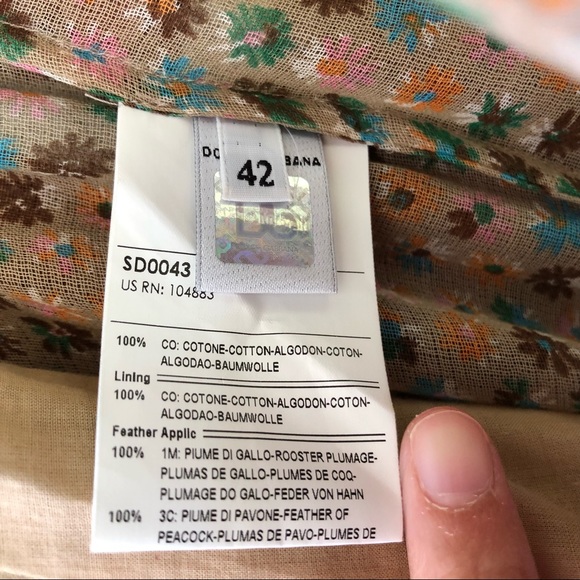 42
BANA
SD0043
US RN: 104883
100% CO: COTONE-COTTON-ALGODON-COTON-
ALGODAO-BAUMWOLLE
Lining
100% CO: COTONE-COTTON-ALGODON-COTON-
ALGODAO-BAUMWOLLE
Feather Applic
100% 1M: PIUME DI GALLO-ROOSTER PLUMAGE-
PLUMAS DE GALLO-PLUMES DE COQ-
PLUMAGE DO GALO-FEDER VON HAHN
100% 3C: PIUME DI PAVONE-FEATHER OF
PEACOCK-PLUMAS DE PAVO-PLUMES DE